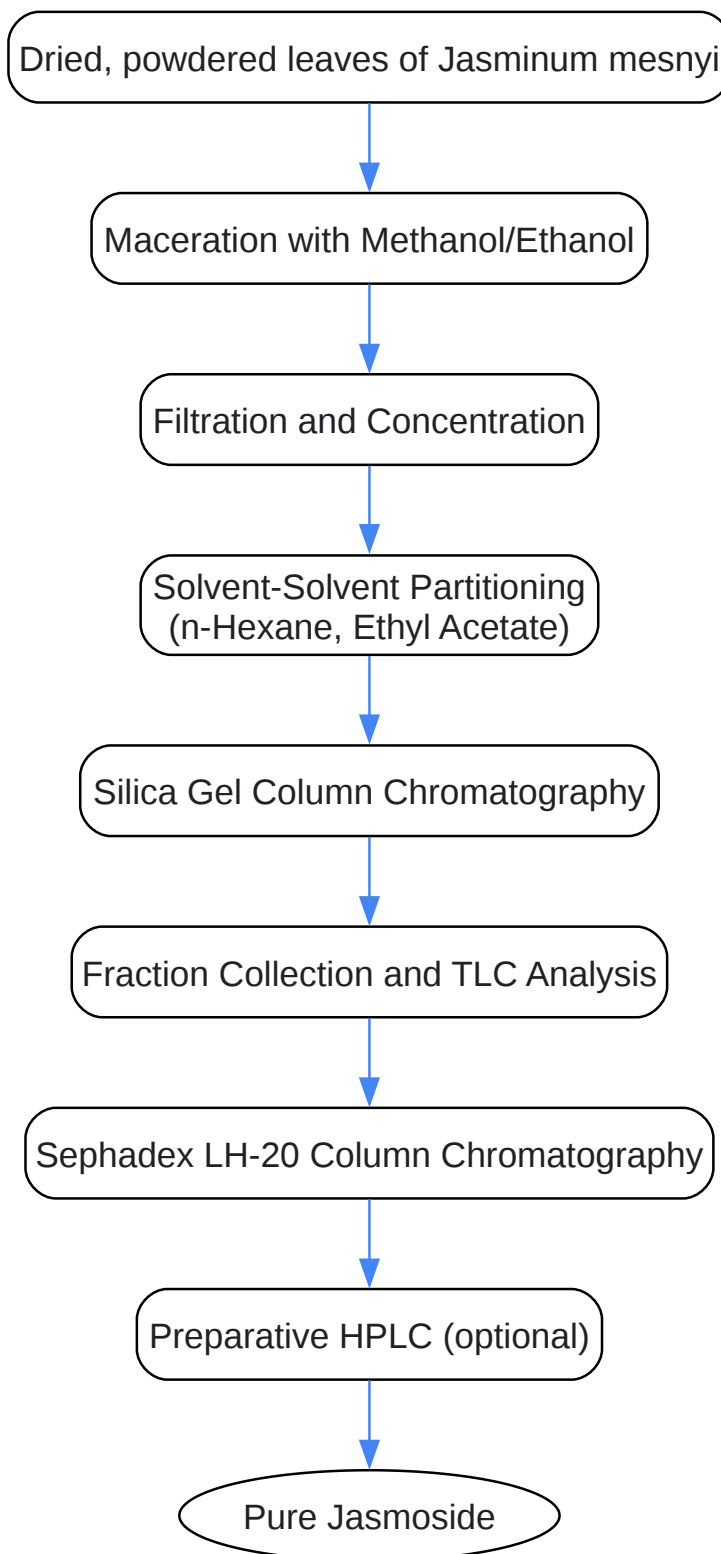 Dried, powdered leaves of Jasminum mesnyi
Maceration with Methanol/Ethanol
Filtration and Concentration
Solvent-Solvent Partitioning
(n-Hexane, Ethyl Acetate)
Silica Gel Column Chromatography
Fraction Collection and TLC Analysis
Sephadex LH-20 Column Chromatography
Preparative HPLC (optional)
Pure Jasmoside